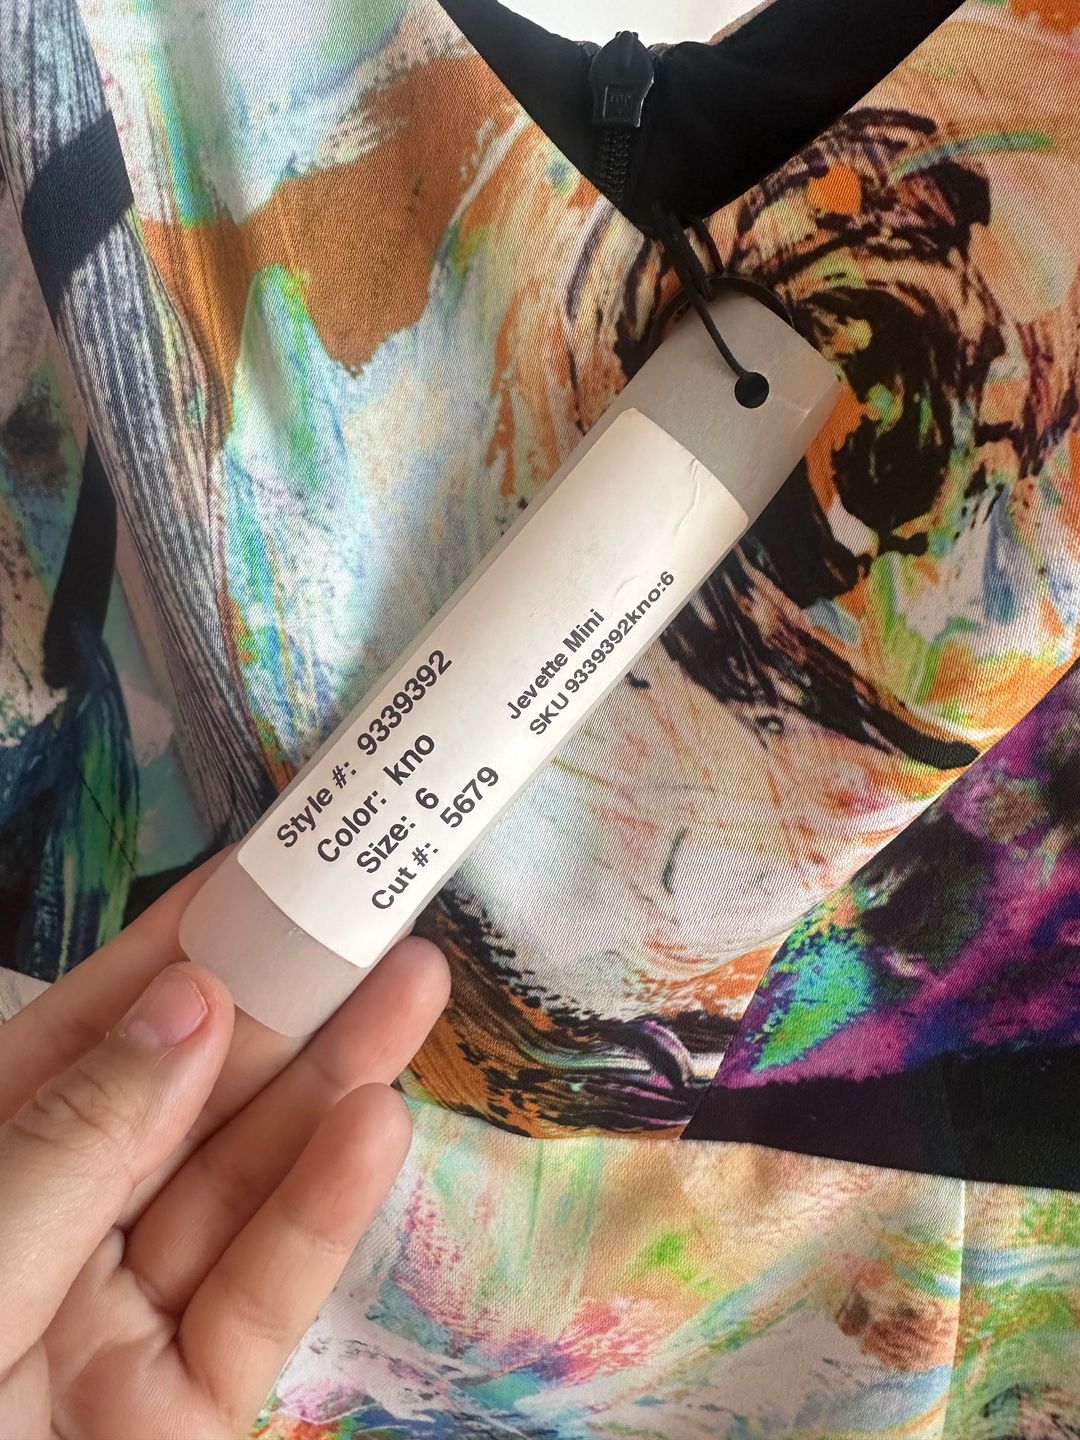 Style #: 9339392
Color: kno
Size: 6
Cut #: 5679
Jevette Mini
SKU 9339392kno:6